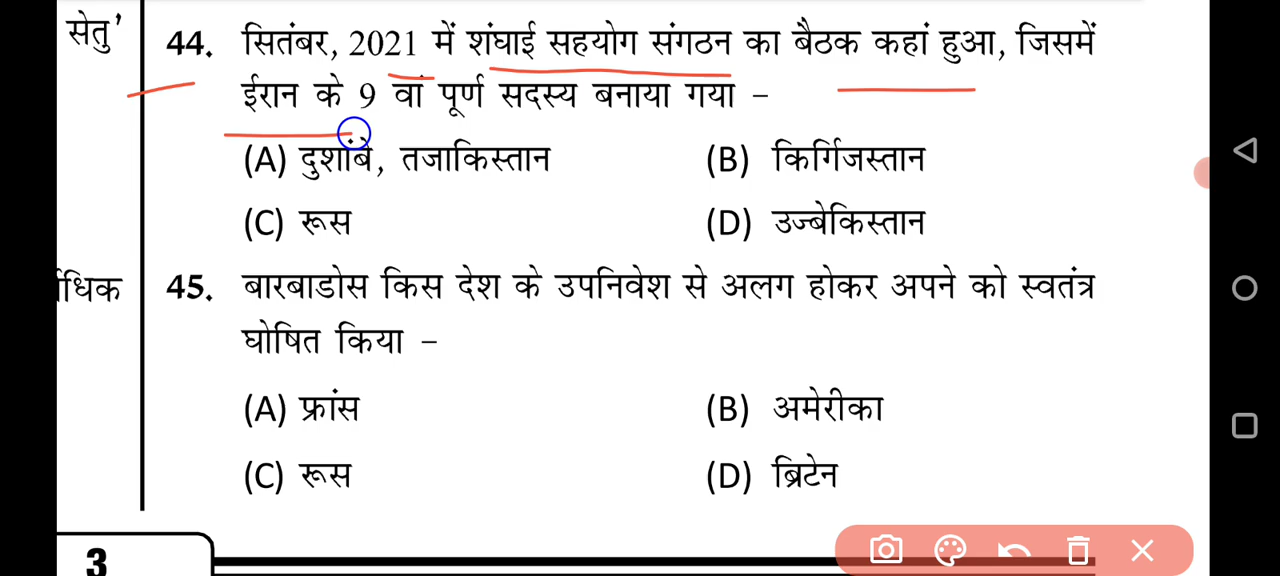 सेतु'
44. सितंबर, 2021 में शंघाई सहयोग संगठन का बैठक कहां हुआ, जिसमें
ईरान के 9 वां पूर्ण सदस्य बनाया गया –
(A) दुशांबे, तजाकिस्तान (B) किर्गिजस्तान
(C) रूस (D) उज्बेकिस्तान
45. बारबाडोस किस देश के उपनिवेश से अलग होकर अपने को स्वतंत्र
घोषित किया –
(A) फ्रांस (B) अमेरीका
(C) रूस (D) ब्रिटेन
3